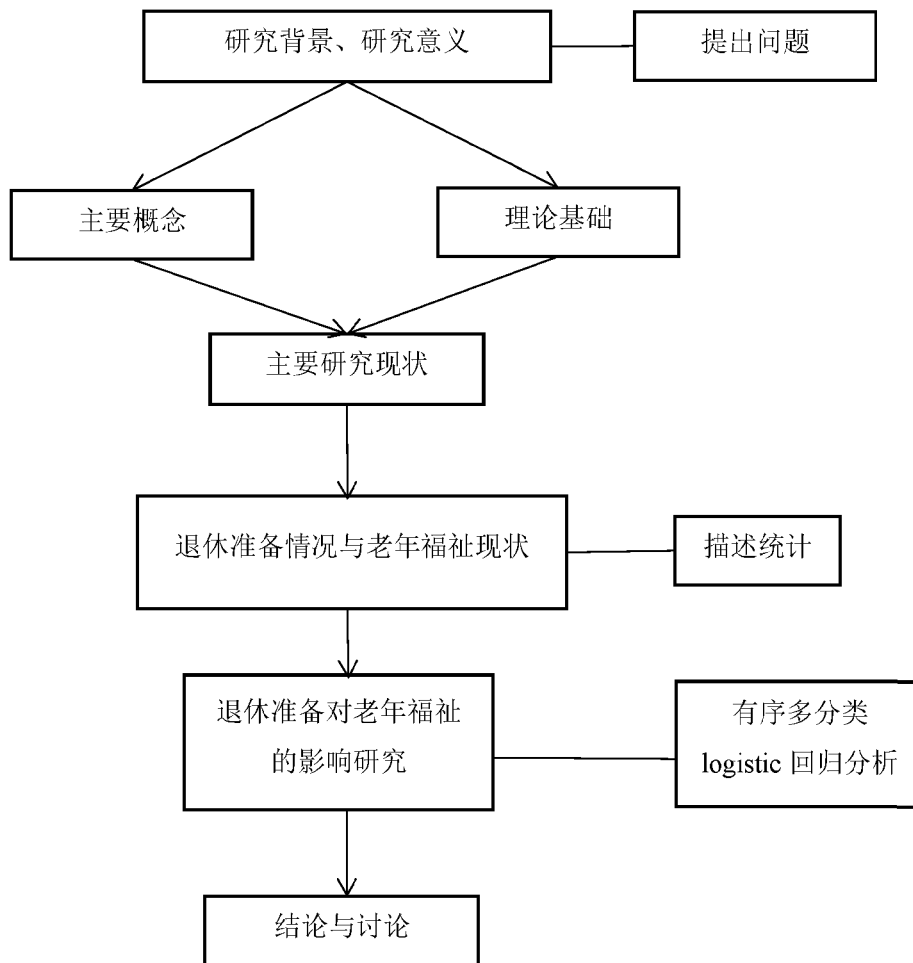 研究背景、研究意义
提出问题
主要概念
理论基础
主要研究现状
退休准备情况与老年福祉现状
描述统计
退休准备对老年福祉
的影响研究
有序多分类
logistic 回归分析
结论与讨论